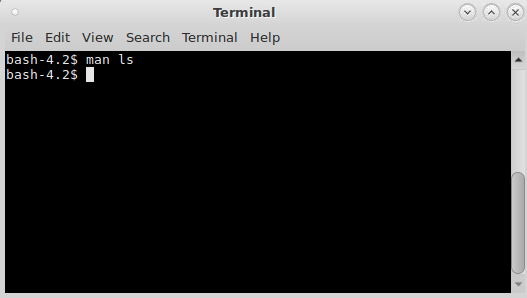 Terminal
File Edit View Search Terminal Help
bash-4.2$ man ls
bash-4.2$